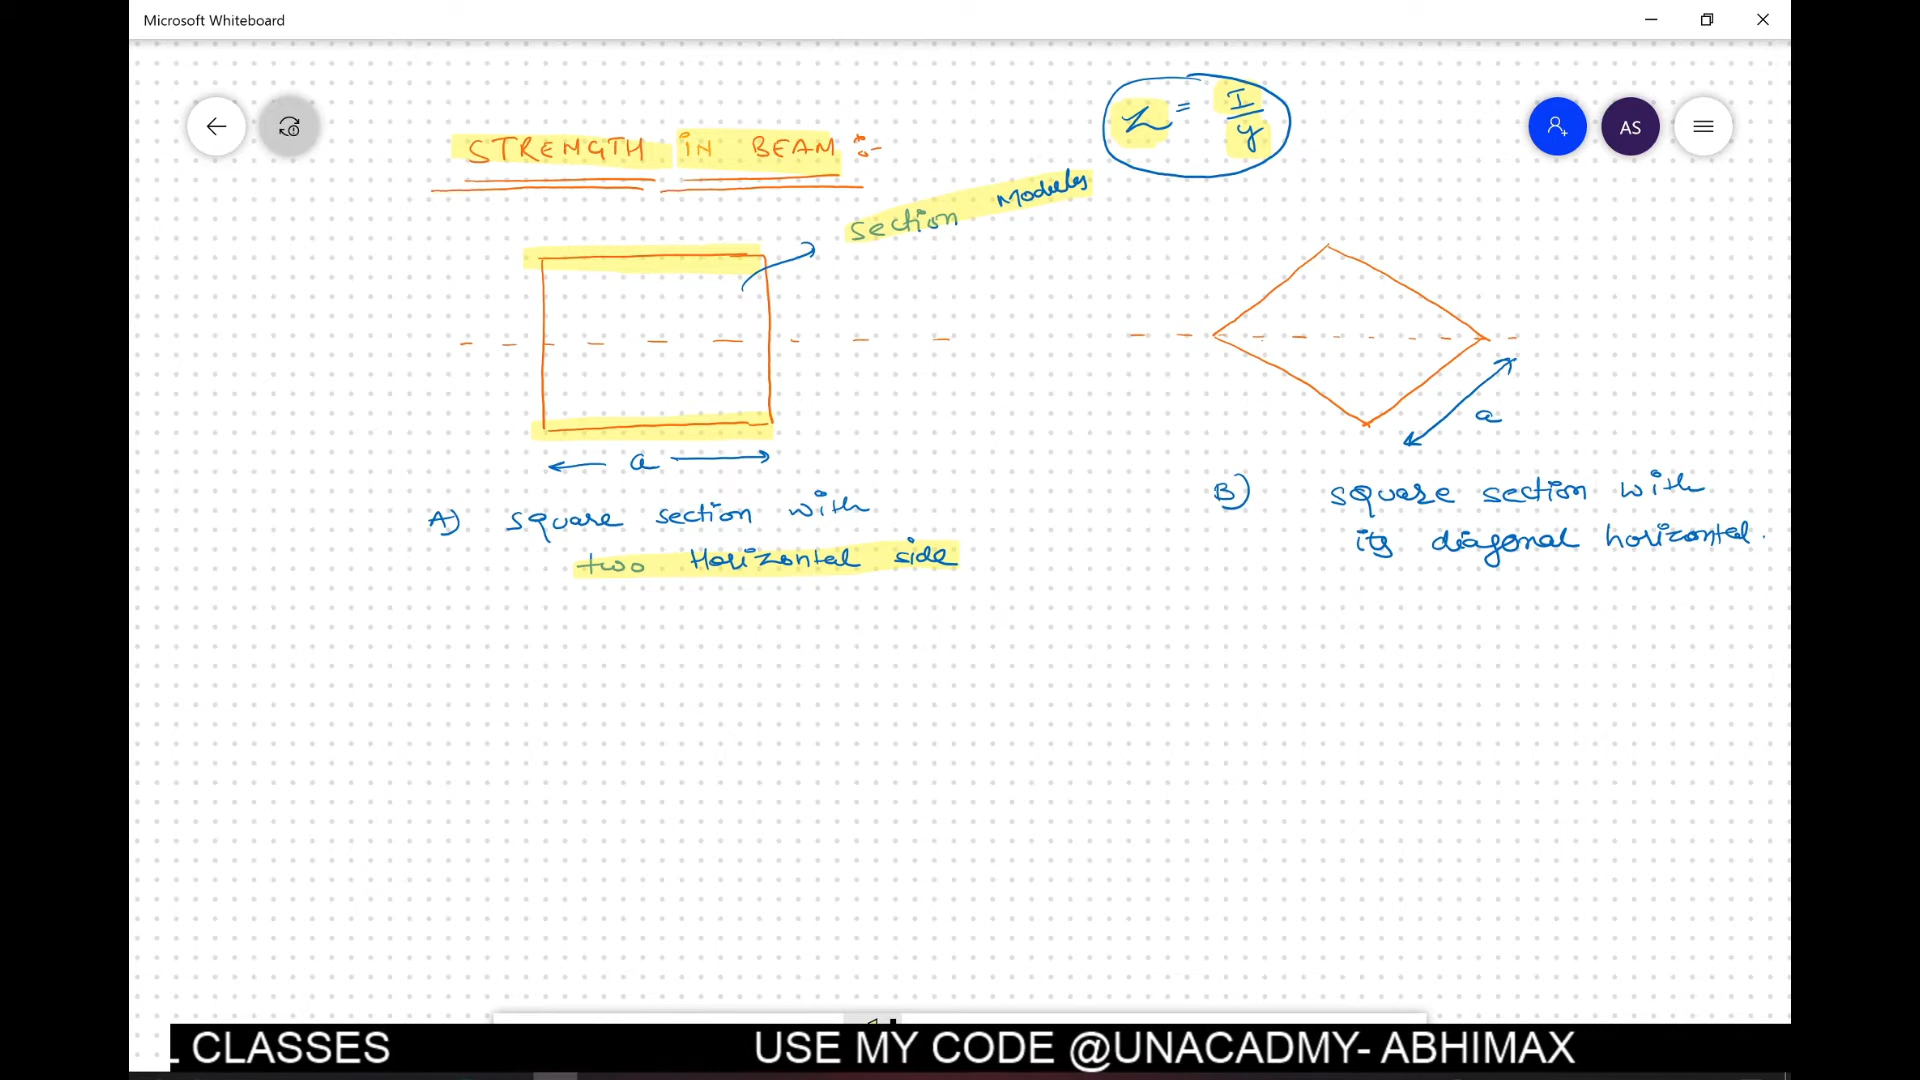 Microsoft Whiteboard
Z = I/y
STRENGTH IN BEAM :-
AS
section Modulus
a
a
A) square section with
two Horizontal side
B) square section with
its diagonal horizontal.
L CLASSES
USE MY CODE @UNACADMY- ABHIMAX